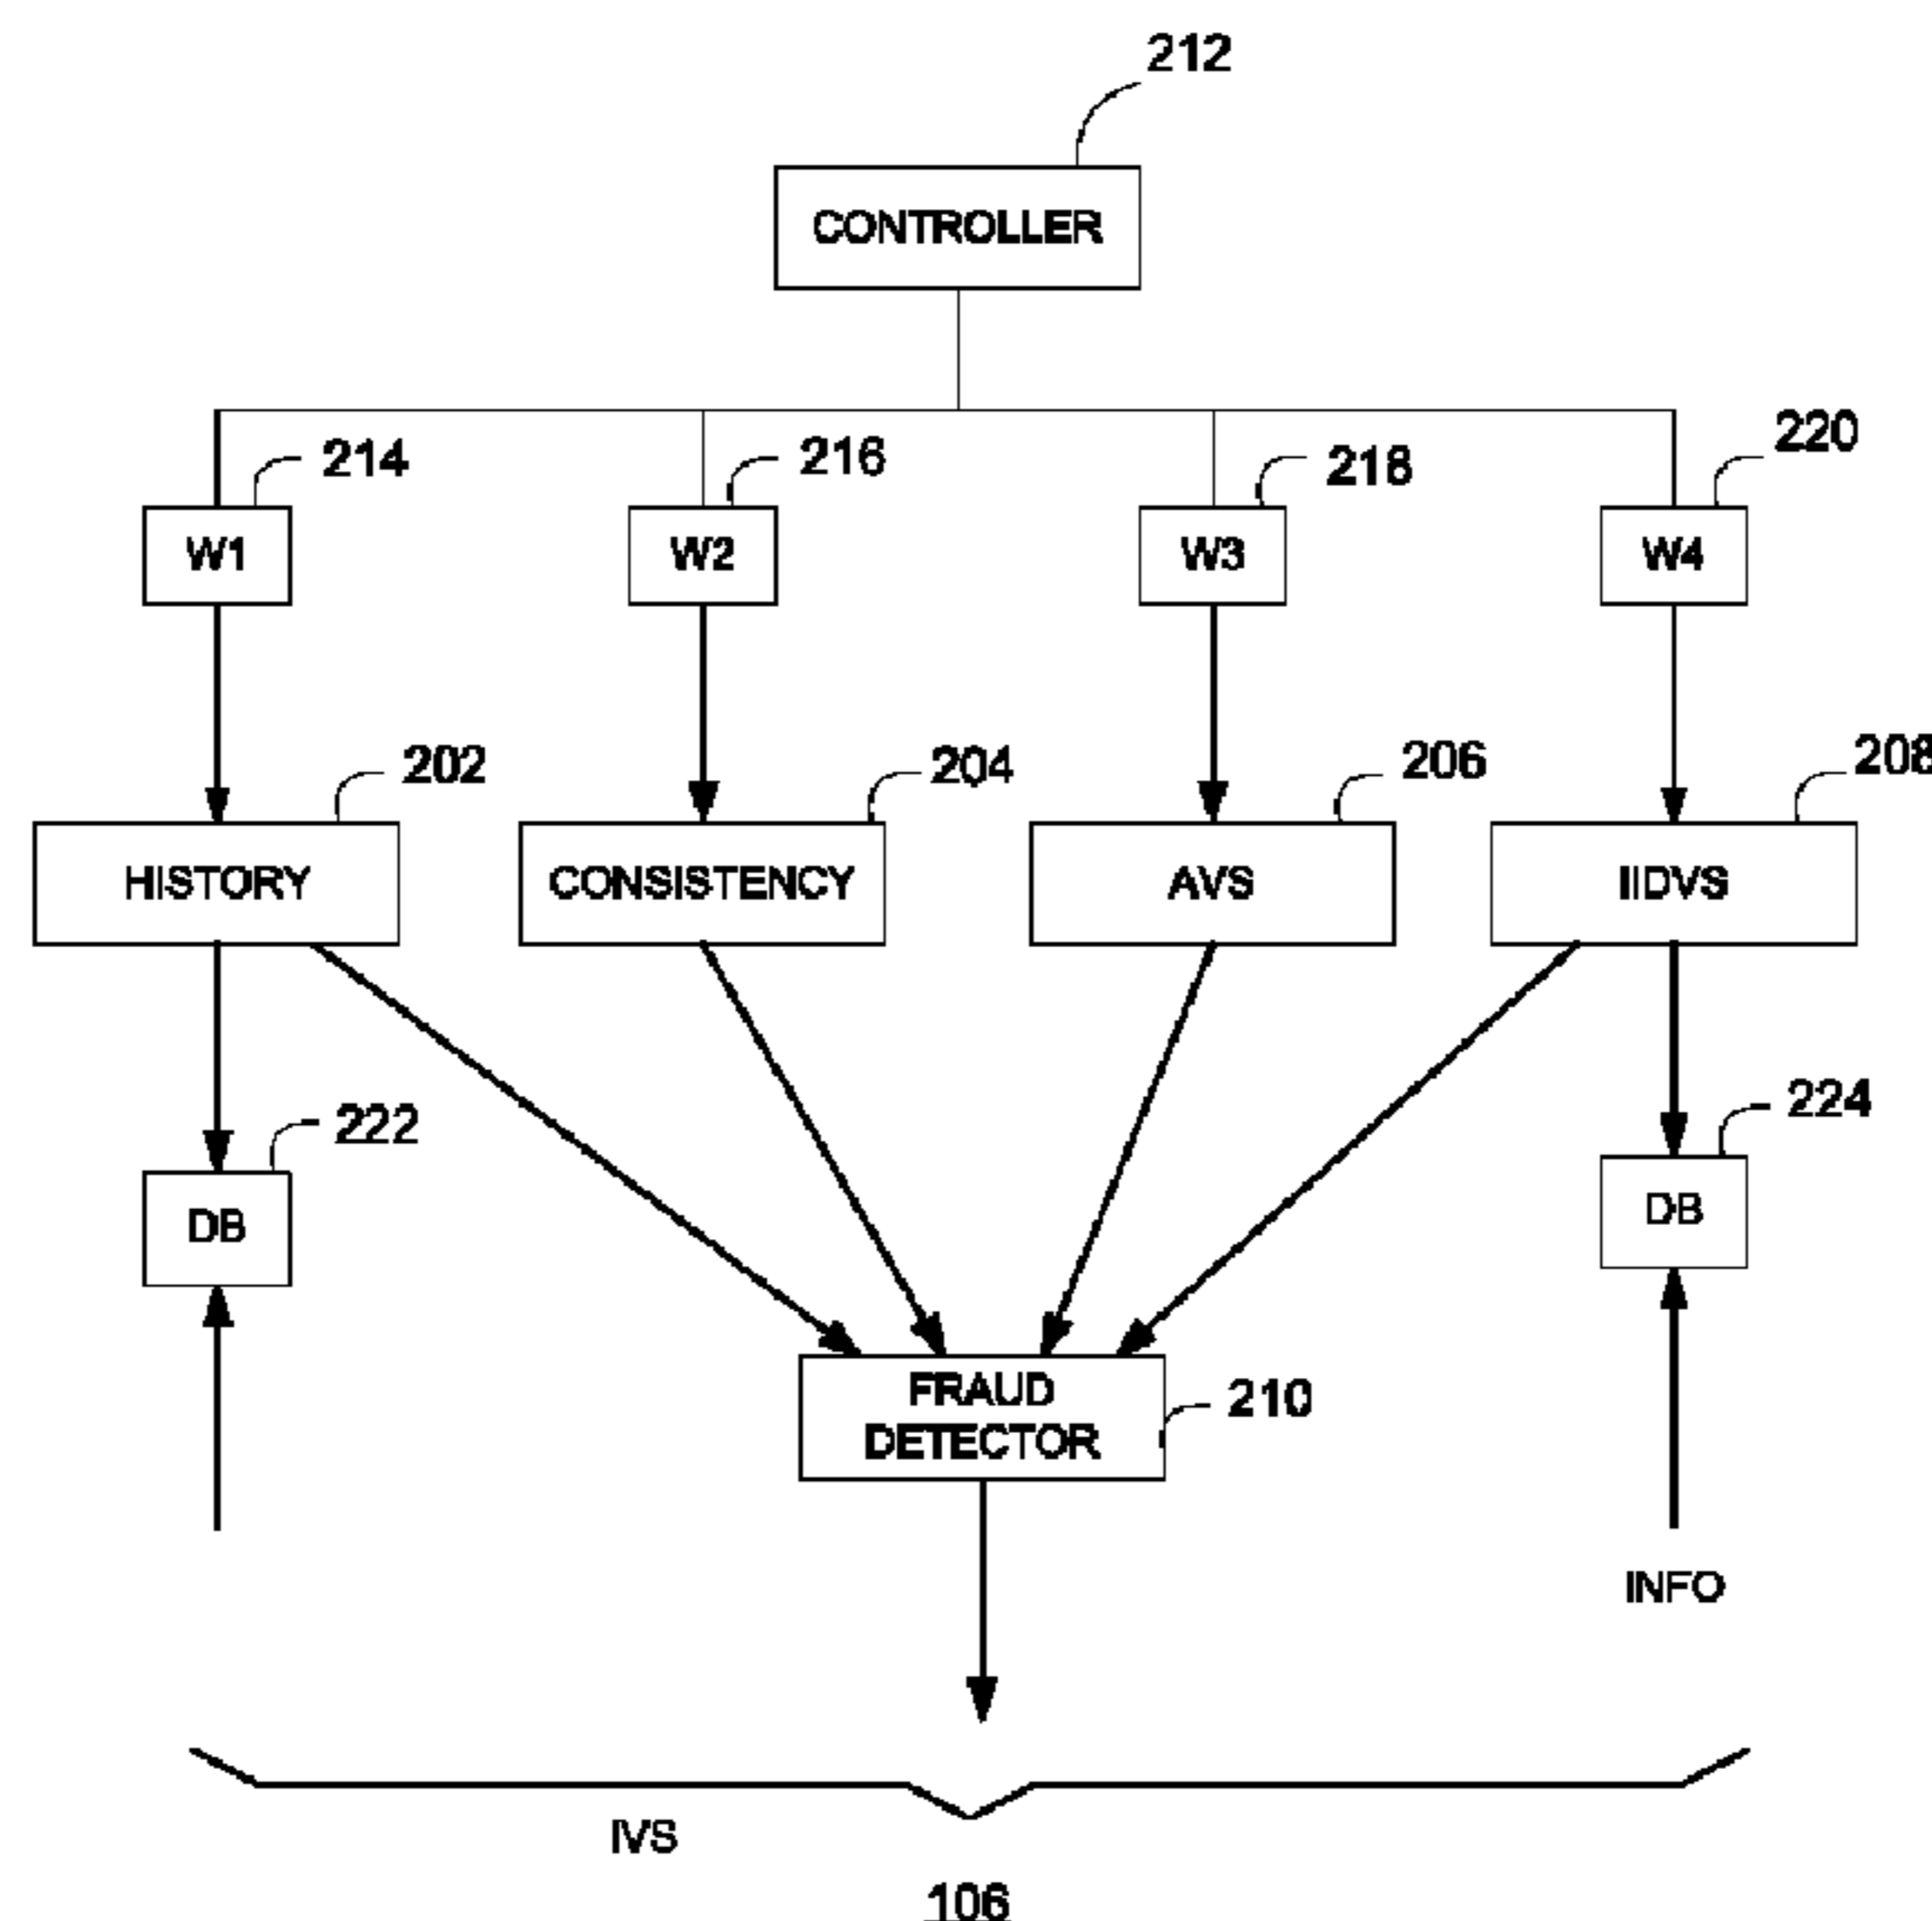 212
CONTROLLER
214
216
218
220
W1
W2
W3
W4
202
204
206
208
HISTORY
CONSISTENCY
AVS
IIDVS
222
224
DB
DB
FRAUD
DETECTOR
210
INFO
IVS
106